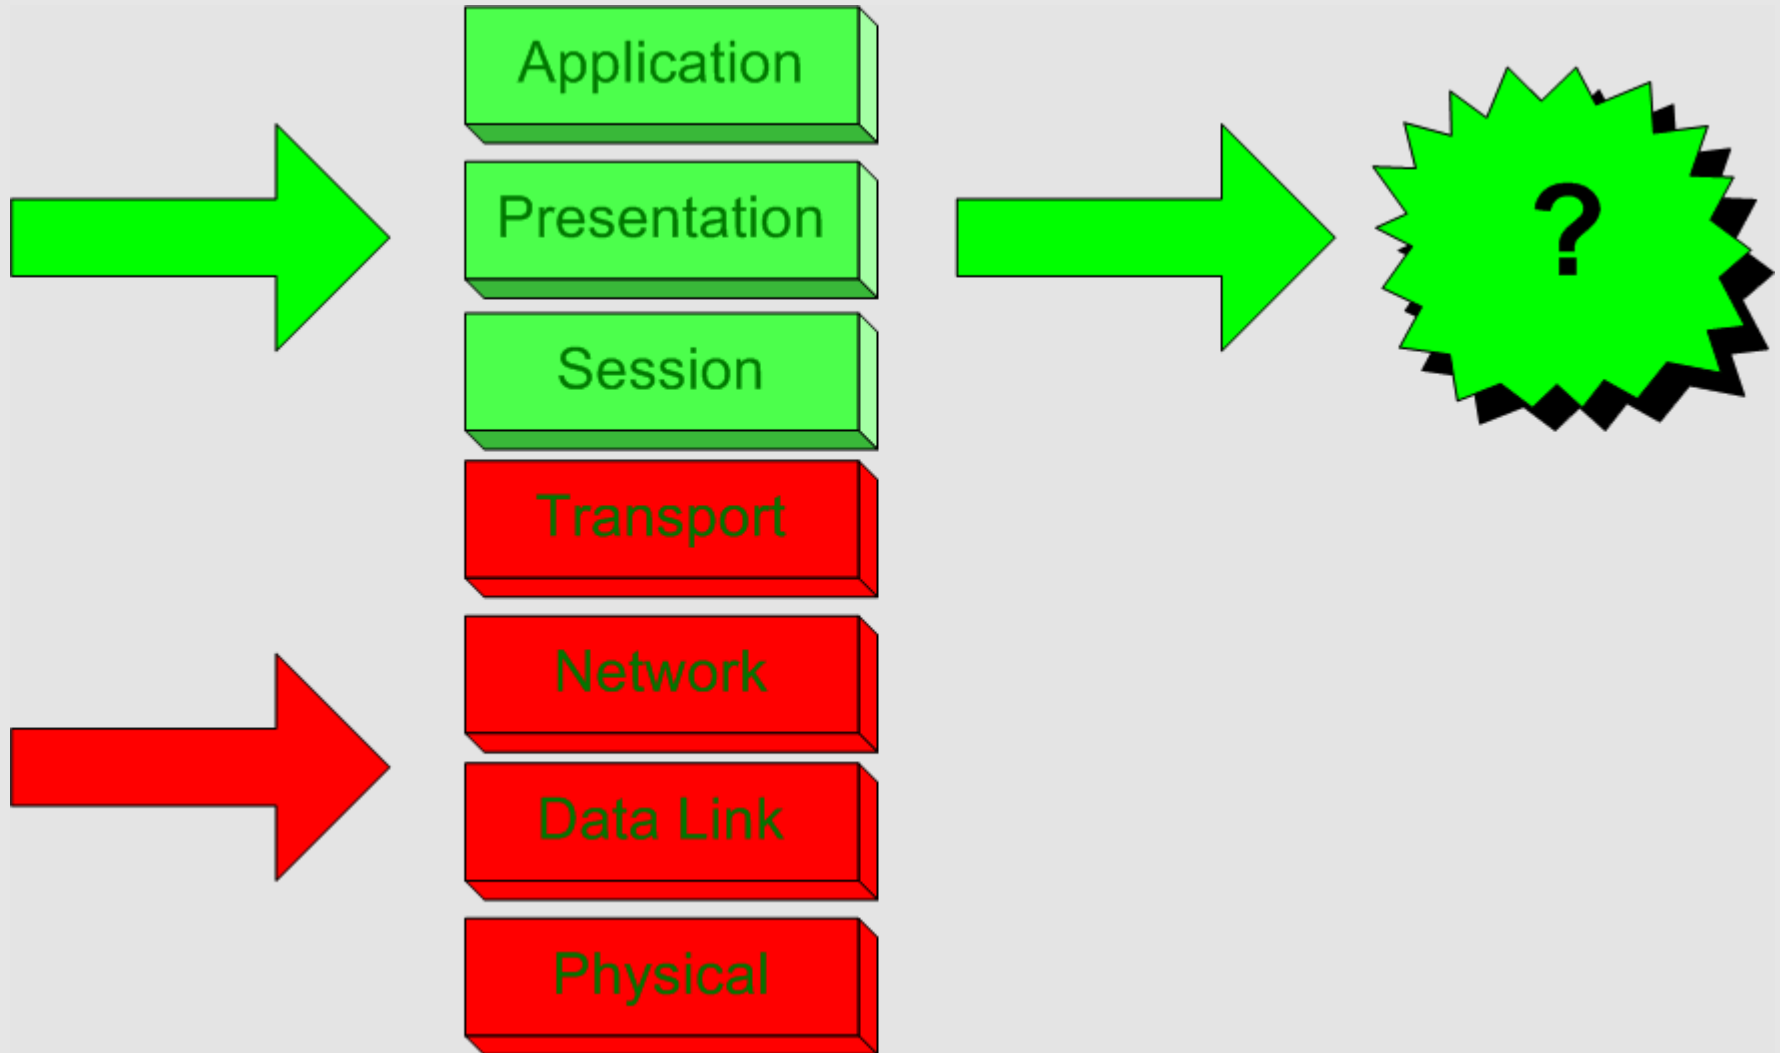 Application
Presentation
?
Session
Transport
Network
Data Link
Physical